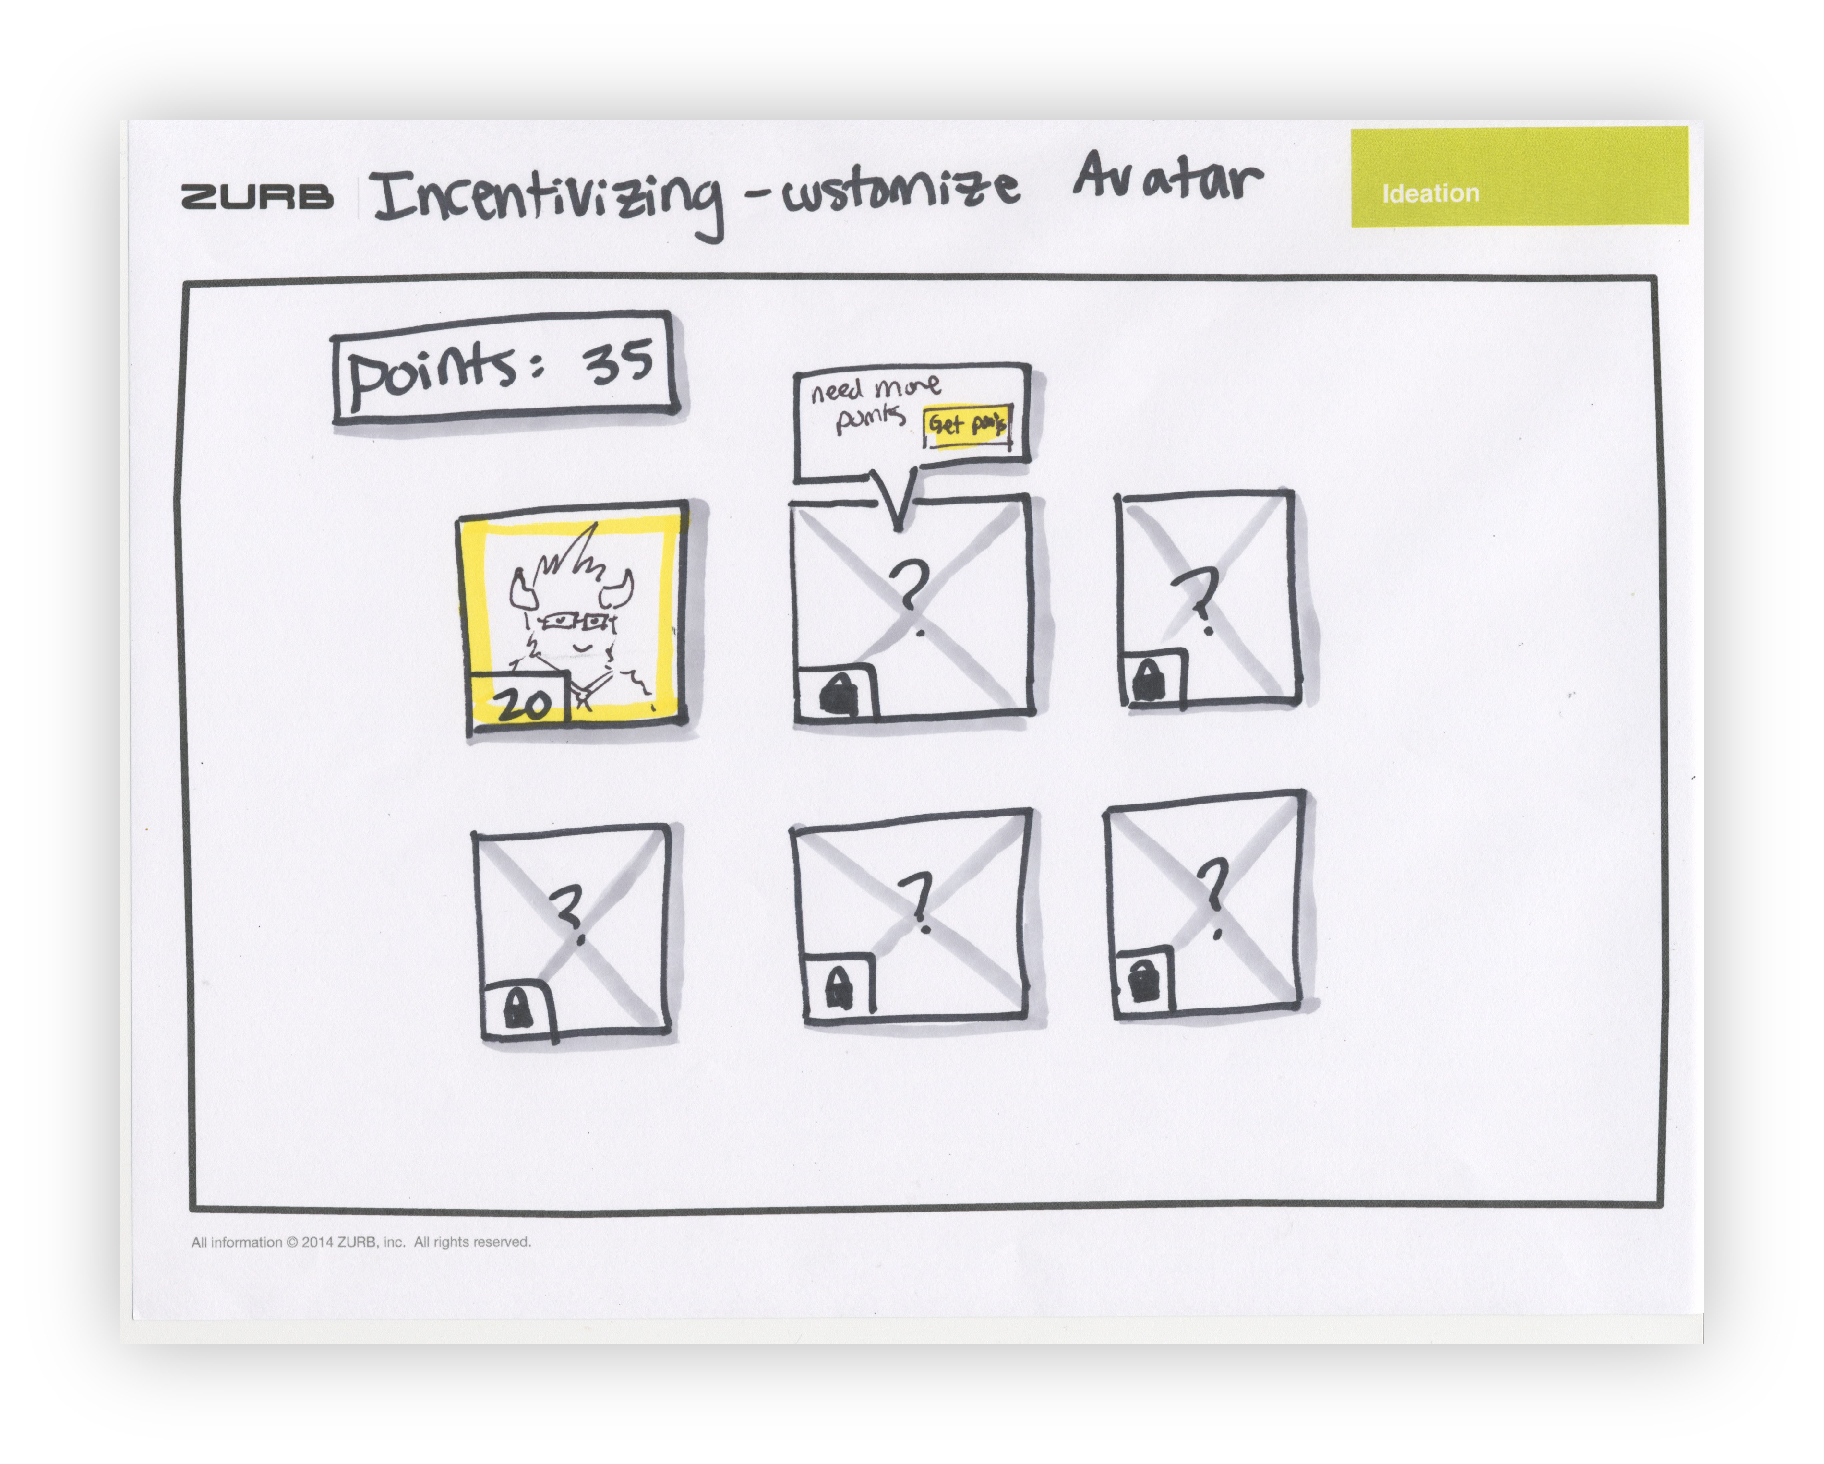 ZURB Incentivizing - customize Avatar
Ideation
Points: 35
need more
points
Get points
20
?
?
?
?
?
All information © 2014 ZURB, inc. All rights reserved.